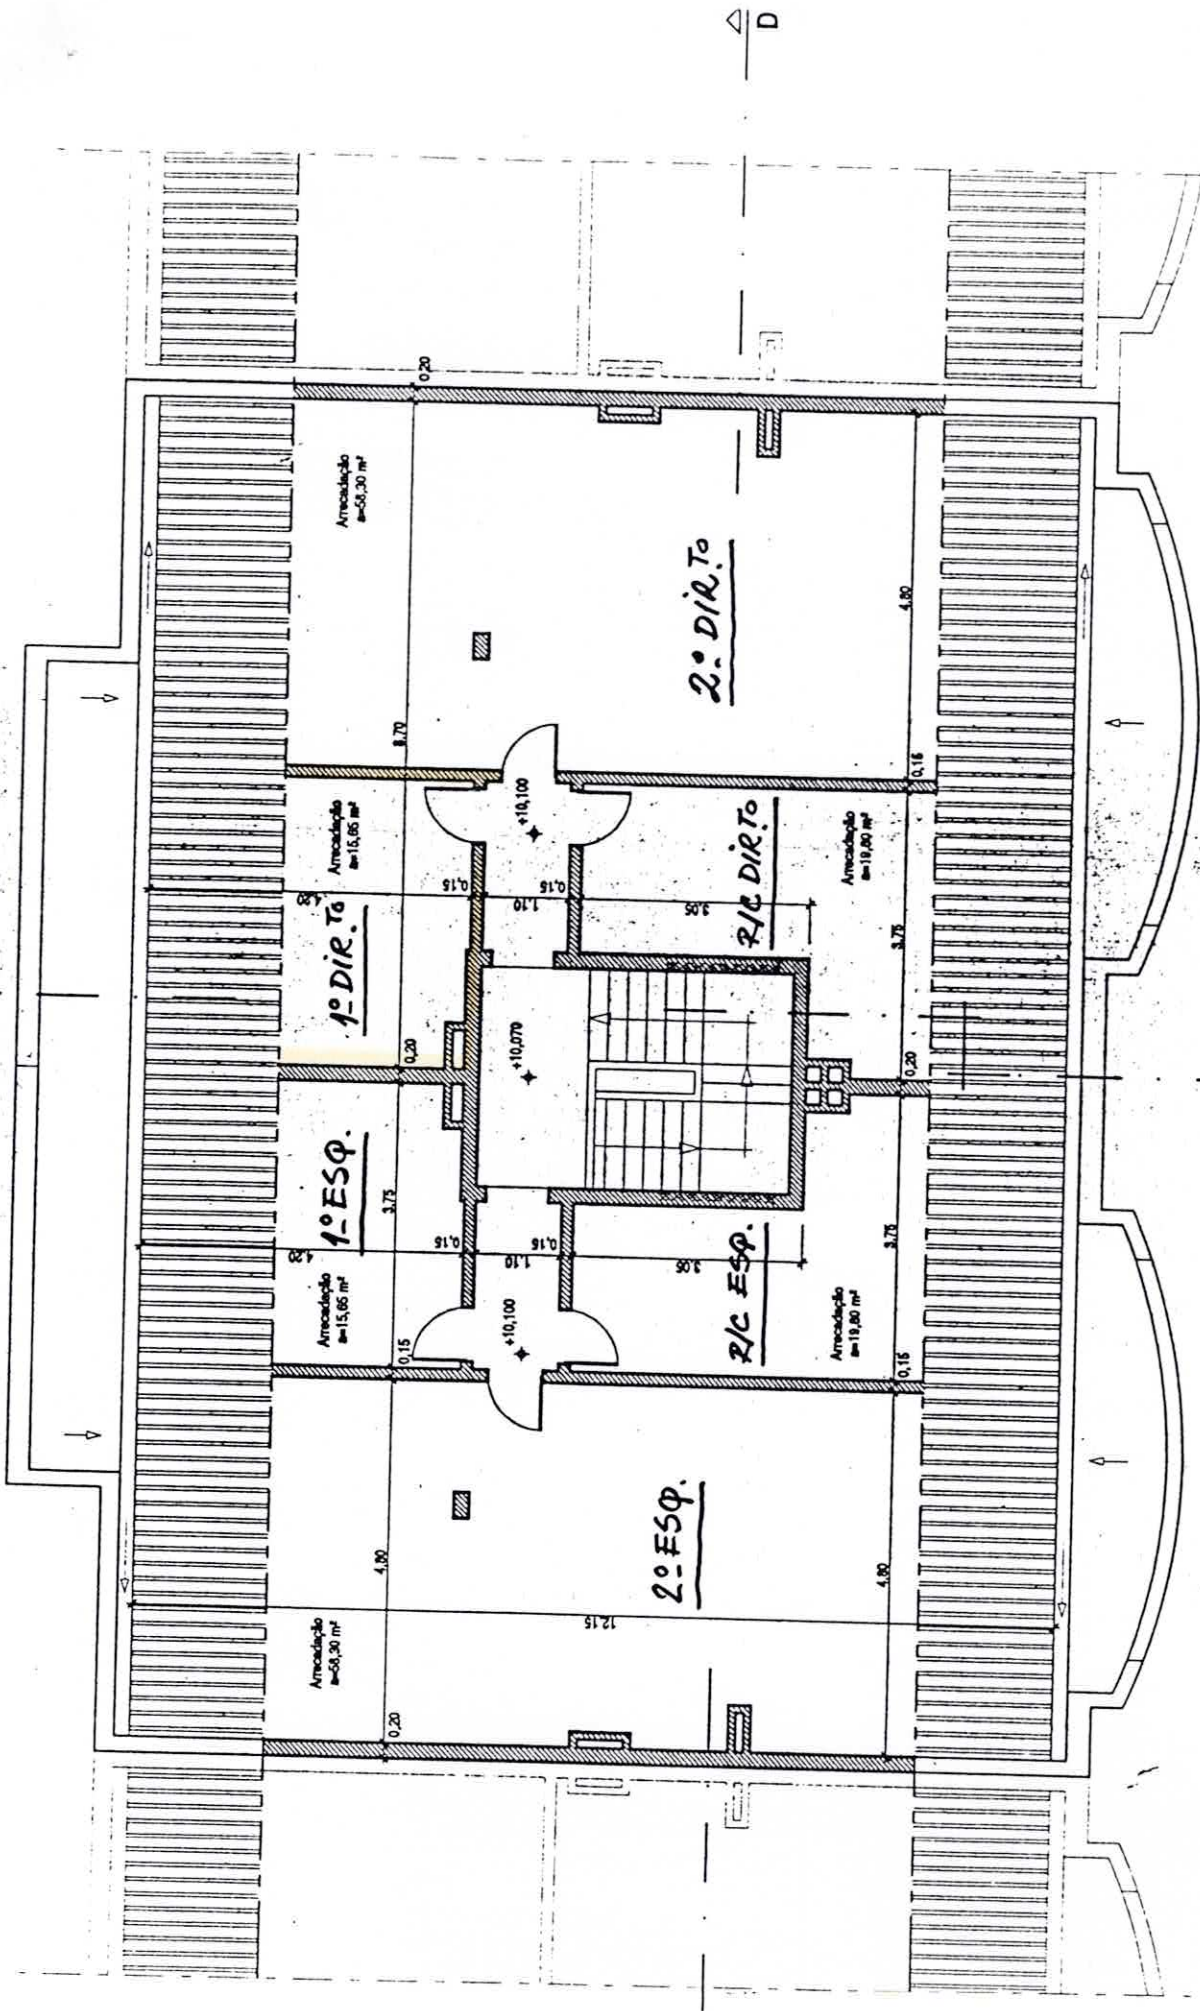 D
0,20
Arrecadação
a=58,30 m²
2º DIR.TO
4,80
8,70
0,15
+10,100
Arrecadação
a=15,65 m²
1º DIR.TO
4,20
0,15
1,10
0,15
3,05
R/C DIR.TO
Arrecadação
a=19,80 m²
3,75
0,20
+10,070
0,20
1º ESQ.
3,75
Arrecadação
a=15,65 m²
4,20
0,15
1,10
0,15
3,05
R/C ESQ.
3,75
Arrecadação
a=19,80 m²
+10,100
0,15
0,15
2º ESQ.
4,80
4,80
12,15
Arrecadação
a=58,30 m²
0,20